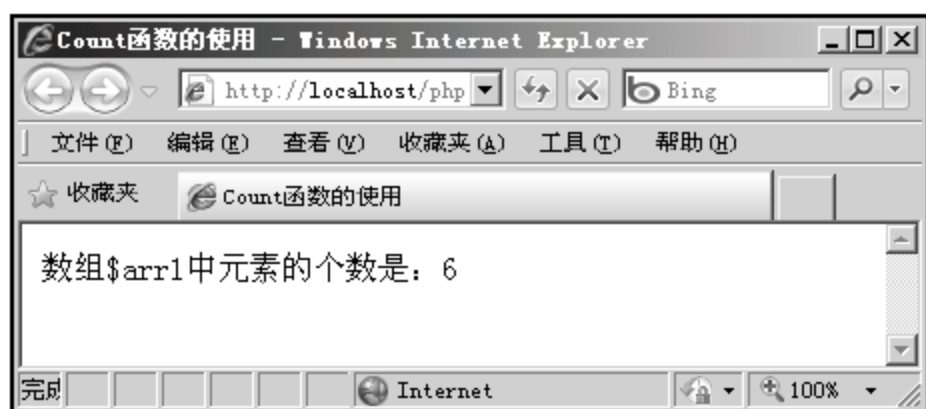 Count函数的使用 - Windows Internet Explorer
http://localhost/php
Bing
文件(F) 编辑(E) 查看(V) 收藏夹(A) 工具(T) 帮助(H)
收藏夹 Count函数的使用
数组$arr1中元素的个数是：6
完成 Internet 100%